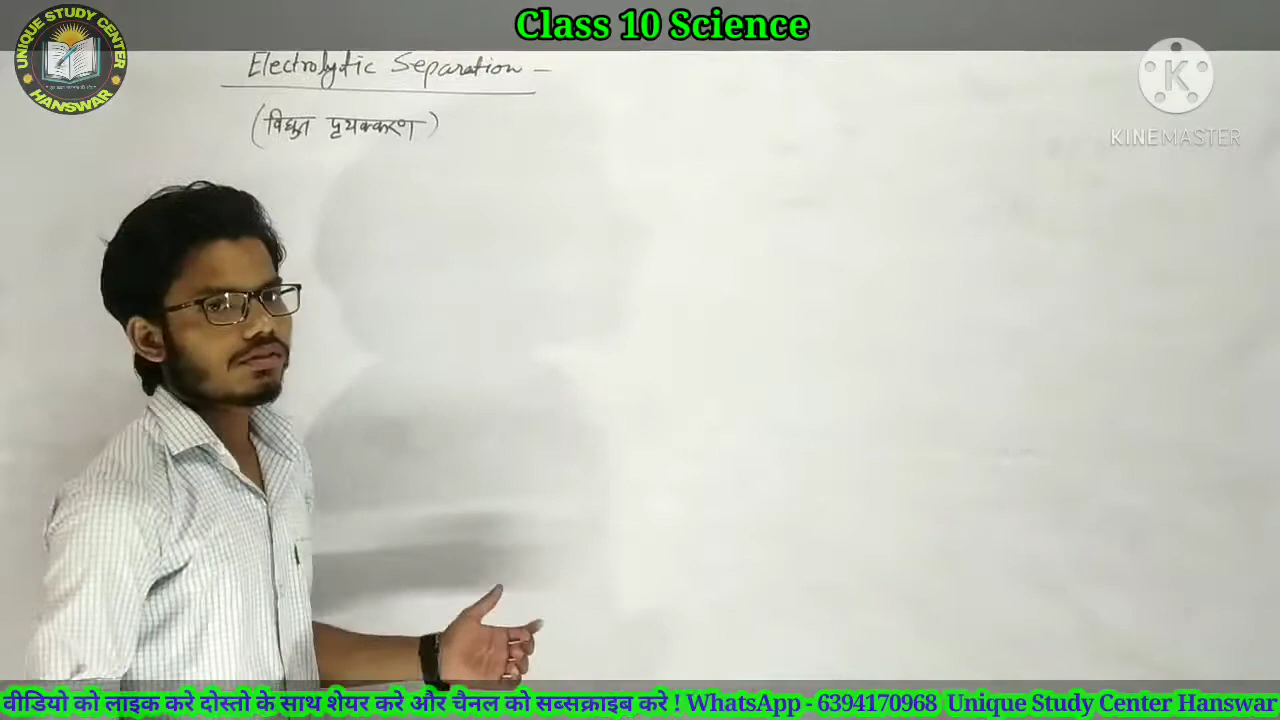 Class 10 Science
UNIQUE STUDY CENTER
HANSWAR
K
KINEMASTER
Electrolytic Separation -
(विद्युत पृथक्करण)
वीडियो को लाइक करे दोस्तो के साथ शेयर करे और चैनल को सब्सक्राइब करे ! WhatsApp - 6394170968 Unique Study Center Hanswar